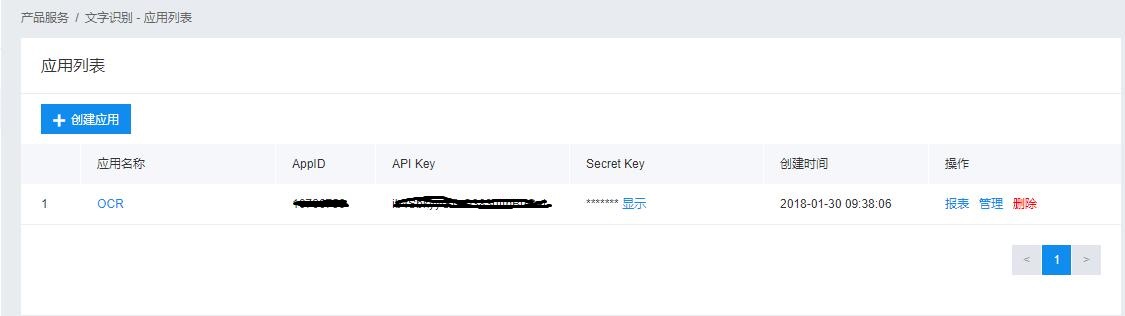 产品服务 / 文字识别 - 应用列表
应用列表
+ 创建应用
应用名称 AppID API Key Secret Key 创建时间 操作
1 OCR ******* 显示 2018-01-30 09:38:06 报表 管理 删除
< 1 >